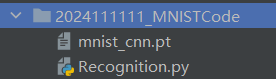 2024111111_MNISTCode
mnist_cnn.pt
Recognition.py